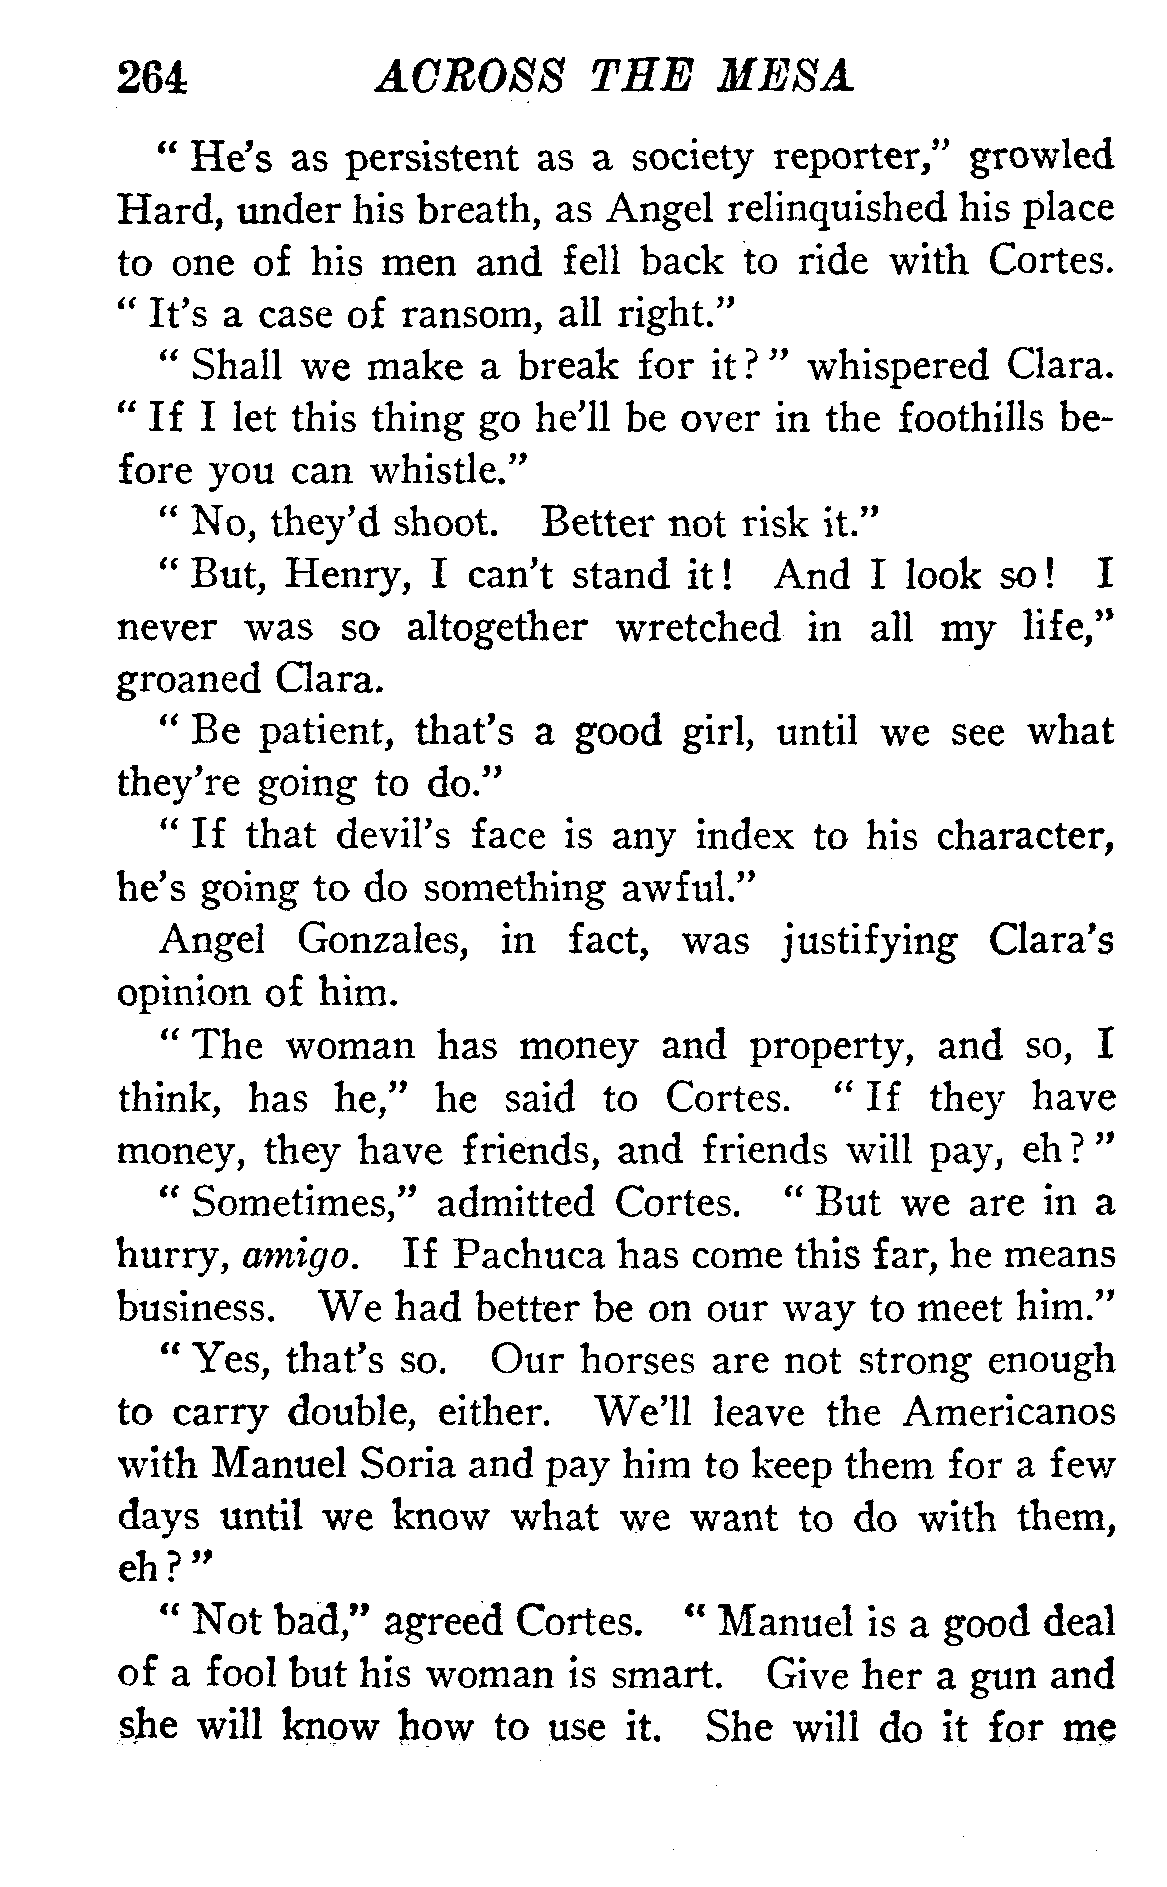 264 ACROSS THE MESA
“ He’s as persistent as a society reporter,” growled
Hard, under his breath, as Angel relinquished his place
to one of his men and fell back to ride with Cortes.
“ It’s a case of ransom, all right.”
“ Shall we make a break for it? ” whispered Clara.
“ If I let this thing go he’ll be over in the foothills be-
fore you can whistle.”
“ No, they’d shoot. Better not risk it.”
“ But, Henry, I can’t stand it! And I look so! I
never was so altogether wretched in all my life,”
groaned Clara.
“ Be patient, that’s a good girl, until we see what
they’re going to do.”
“ If that devil’s face is any index to his character,
he’s going to do something awful.”
Angel Gonzales, in fact, was justifying Clara’s
opinion of him.
“ The woman has money and property, and so, I
think, has he,” he said to Cortes. “ If they have
money, they have friends, and friends will pay, eh? ”
“ Sometimes,” admitted Cortes. “ But we are in a
hurry, amigo. If Pachuca has come this far, he means
business. We had better be on our way to meet him.”
“ Yes, that’s so. Our horses are not strong enough
to carry double, either. We’ll leave the Americanos
with Manuel Soria and pay him to keep them for a few
days until we know what we want to do with them,
eh? ”
“ Not bad,” agreed Cortes. “ Manuel is a good deal
of a fool but his woman is smart. Give her a gun and
she will know how to use it. She will do it for me